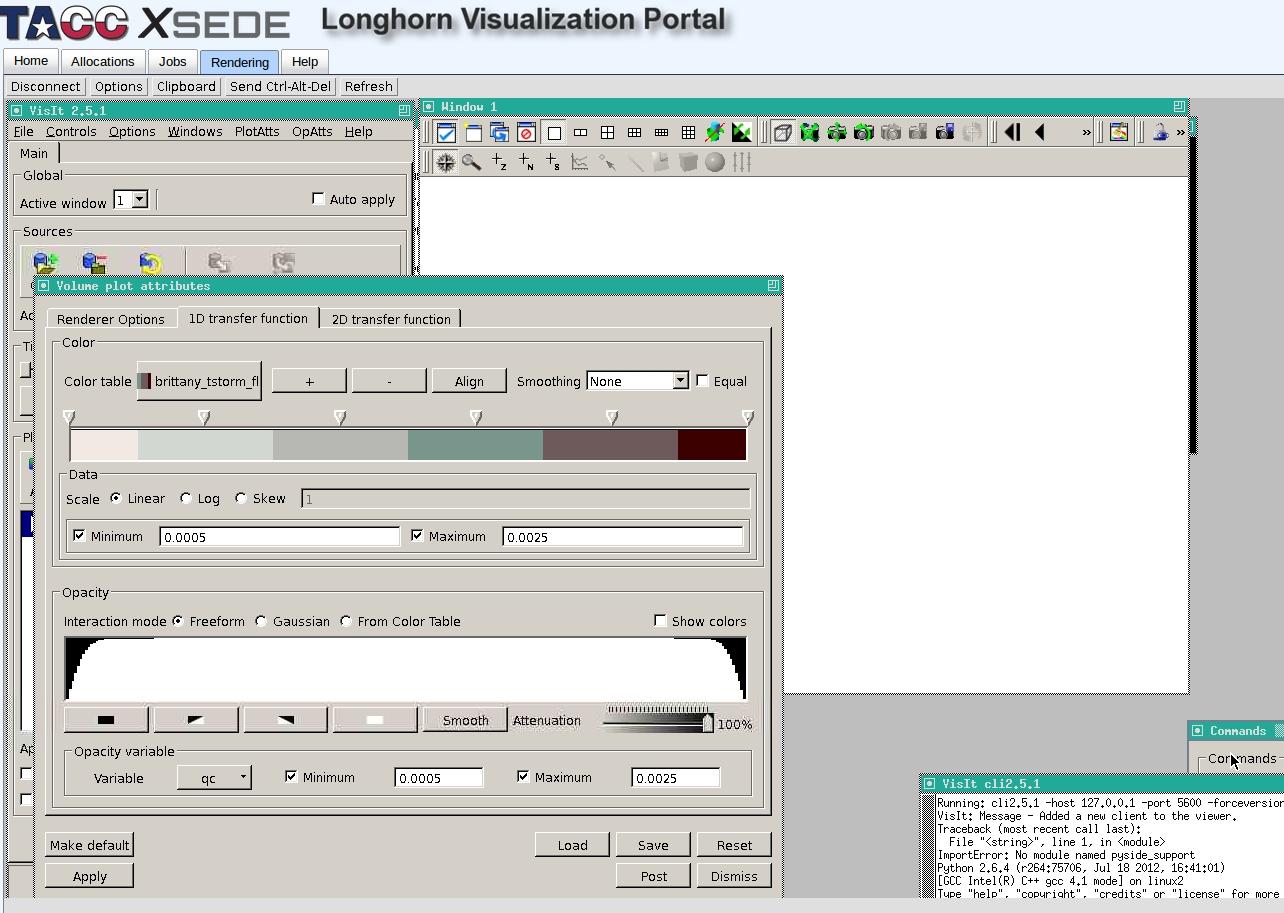 TACC XSEDE Longhorn Visualization Portal
Home Allocations Jobs Rendering Help
Disconnect Options Clipboard Send Ctrl-Alt-Del Refresh
VisIt 2.5.1
File Controls Options Windows PlotAtts OpAtts Help
Main
Global
Active window 1 Auto apply
Sources
Window 1
Volume plot attributes
Renderer Options 1D transfer function 2D transfer function
Color
Color table brittany_tstorm_fl + - Align Smoothing None Equal
Data
Scale Linear Log Skew 1
Minimum 0.0005 Maximum 0.0025
Opacity
Interaction mode Freeform Gaussian From Color Table Show colors
Smooth Attenuation 100%
Opacity variable
Variable qc Minimum 0.0005 Maximum 0.0025
Make default Load Save Reset
Apply Post Dismiss
Commands
Commands
VisIt cli2.5.1
Running: cli2.5.1 -host 127.0.0.1 -port 5600 -forceversion
VisIt: Message - Added a new client to the viewer.
Traceback (most recent call last):
File "<string>", line 1, in <module>
ImportError: No module named pyside_support
Python 2.6.4 (r264:75706, Jul 18 2012, 16:41:01)
[GCC Intel(R) C++ gcc 4.1 mode] on linux2
Type "help", "copyright", "credits" or "license" for more